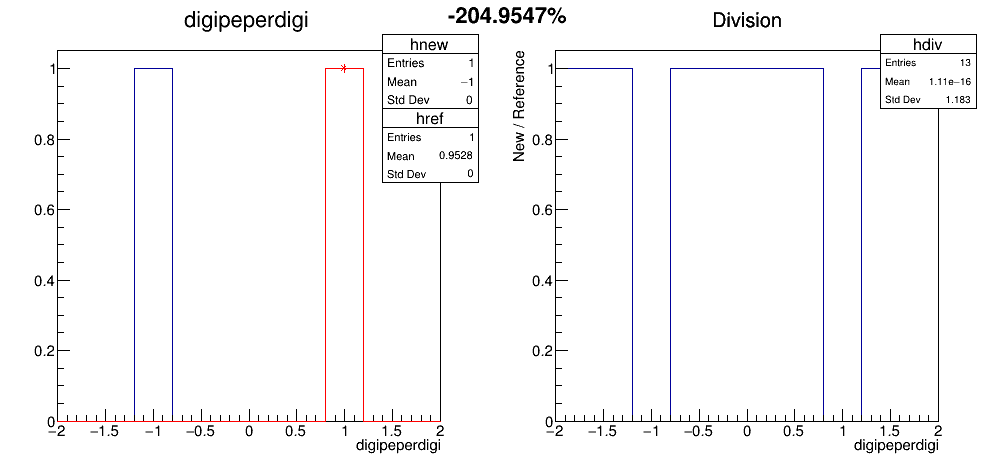 -204.9547%
digipeperdigi
hnew
Entries 1
Mean −1
Std Dev 0
href
Entries 1
Mean 0.9528
Std Dev 0
1
0.8
0.6
0.4
0.2
0
−2 −1.5 −1 −0.5 0 0.5 1 1.5 2
digipeperdigi
Division
hdiv
Entries 13
Mean 1.11e−16
Std Dev 1.183
New / Reference
1
0.8
0.6
0.4
0.2
0
−2 −1.5 −1 −0.5 0 0.5 1 1.5 2
digipeperdigi